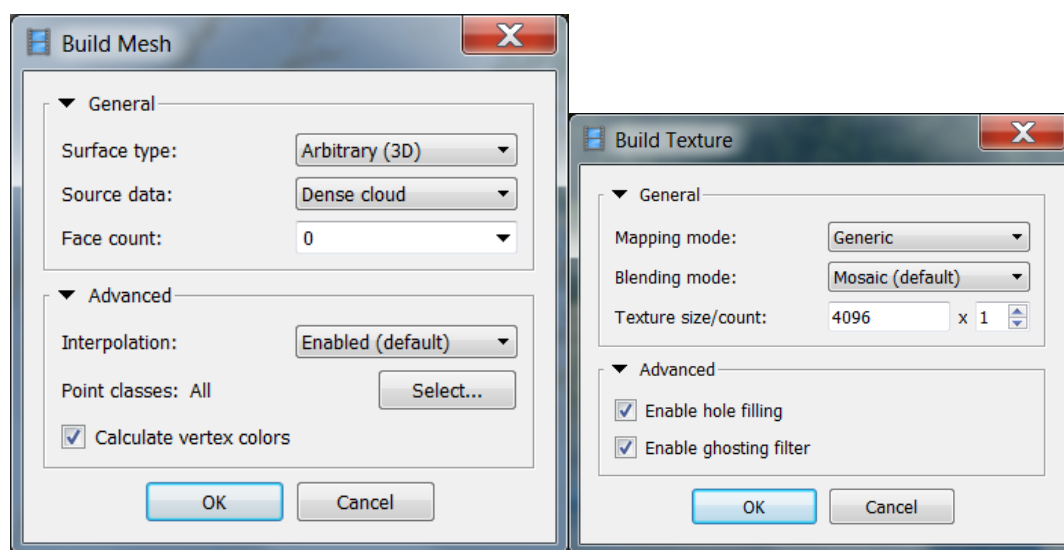 Build Mesh
General
Surface type: Arbitrary (3D)
Source data: Dense cloud
Face count: 0
Advanced
Interpolation: Enabled (default)
Point classes: All Select...
Calculate vertex colors
OK Cancel
Build Texture
General
Mapping mode: Generic
Blending mode: Mosaic (default)
Texture size/count: 4096 x 1
Advanced
Enable hole filling
Enable ghosting filter
OK Cancel